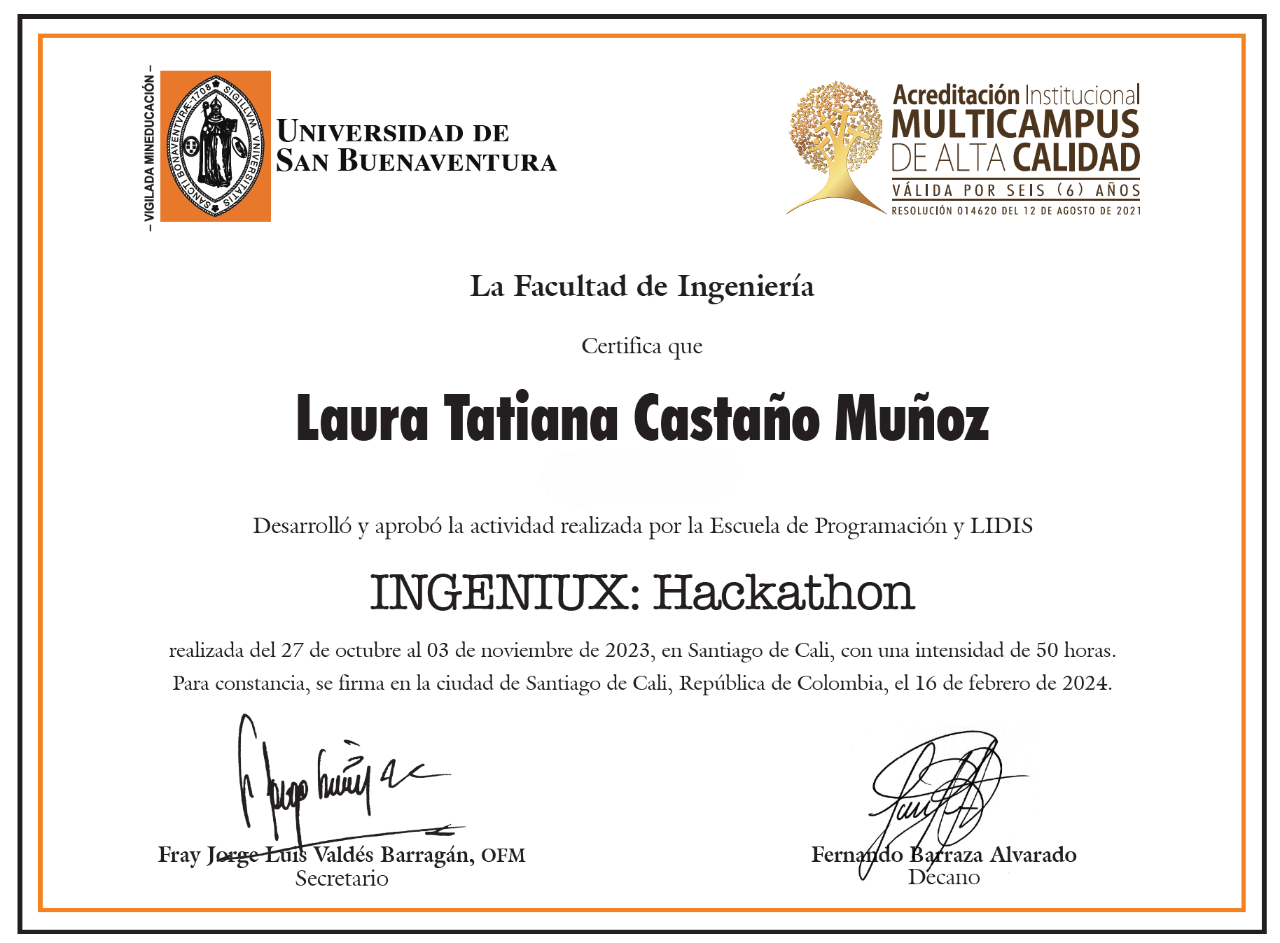 – VIGILADA MINEDUCACIÓN –
SANCTI BONAVENTURÆ-1708 SIGILLVM VNIVERSITATIS
UNIVERSIDAD DE
SAN BUENAVENTURA
Acreditación Institucional
MULTICAMPUS
DE ALTA CALIDAD
VÁLIDA POR SEIS (6) AÑOS
RESOLUCIÓN 014620 DEL 12 DE AGOSTO DE 2021
La Facultad de Ingeniería
Certifica que
Laura Tatiana Castaño Muñoz
Desarrolló y aprobó la actividad realizada por la Escuela de Programación y LIDIS
INGENIUX: Hackathon
realizada del 27 de octubre al 03 de noviembre de 2023, en Santiago de Cali, con una intensidad de 50 horas.
Para constancia, se firma en la ciudad de Santiago de Cali, República de Colombia, el 16 de febrero de 2024.
Fray Jorge Luis Valdés Barragán, OFM
Secretario
Fernando Barraza Alvarado
Decano